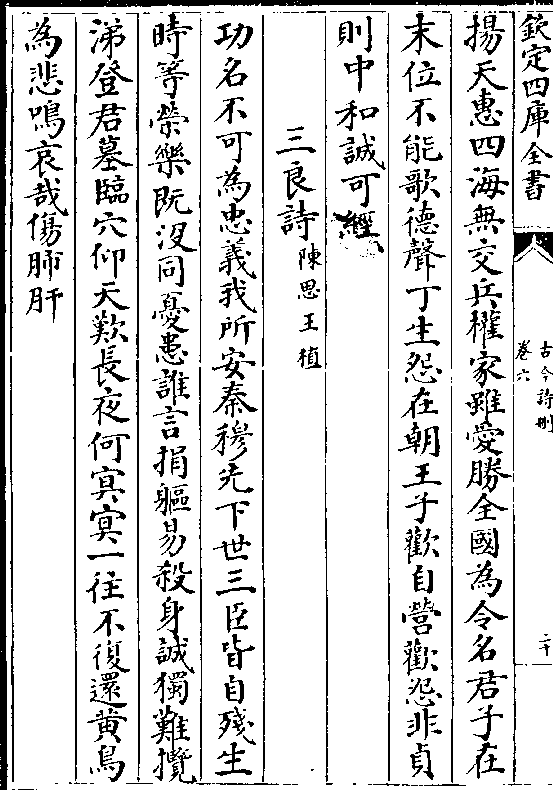 欽定四庫全書
古今詩刪
卷六
二十
揚天惠四海無交兵權家雖愛勝全國為令名君子在
末位不能歌德聲丁生怨在朝王子歡自營歡怨非貞
則中和誠可經
三良詩陳思王植
功名不可為忠義我所安秦穆先下世三臣皆自殘生
時等榮樂既没同憂患誰言捐軀易殺身誠獨難攬
涕登君墓臨穴仰天歎長夜何冥冥一往不復還黄鳥
為悲鳴哀哉傷肺肝